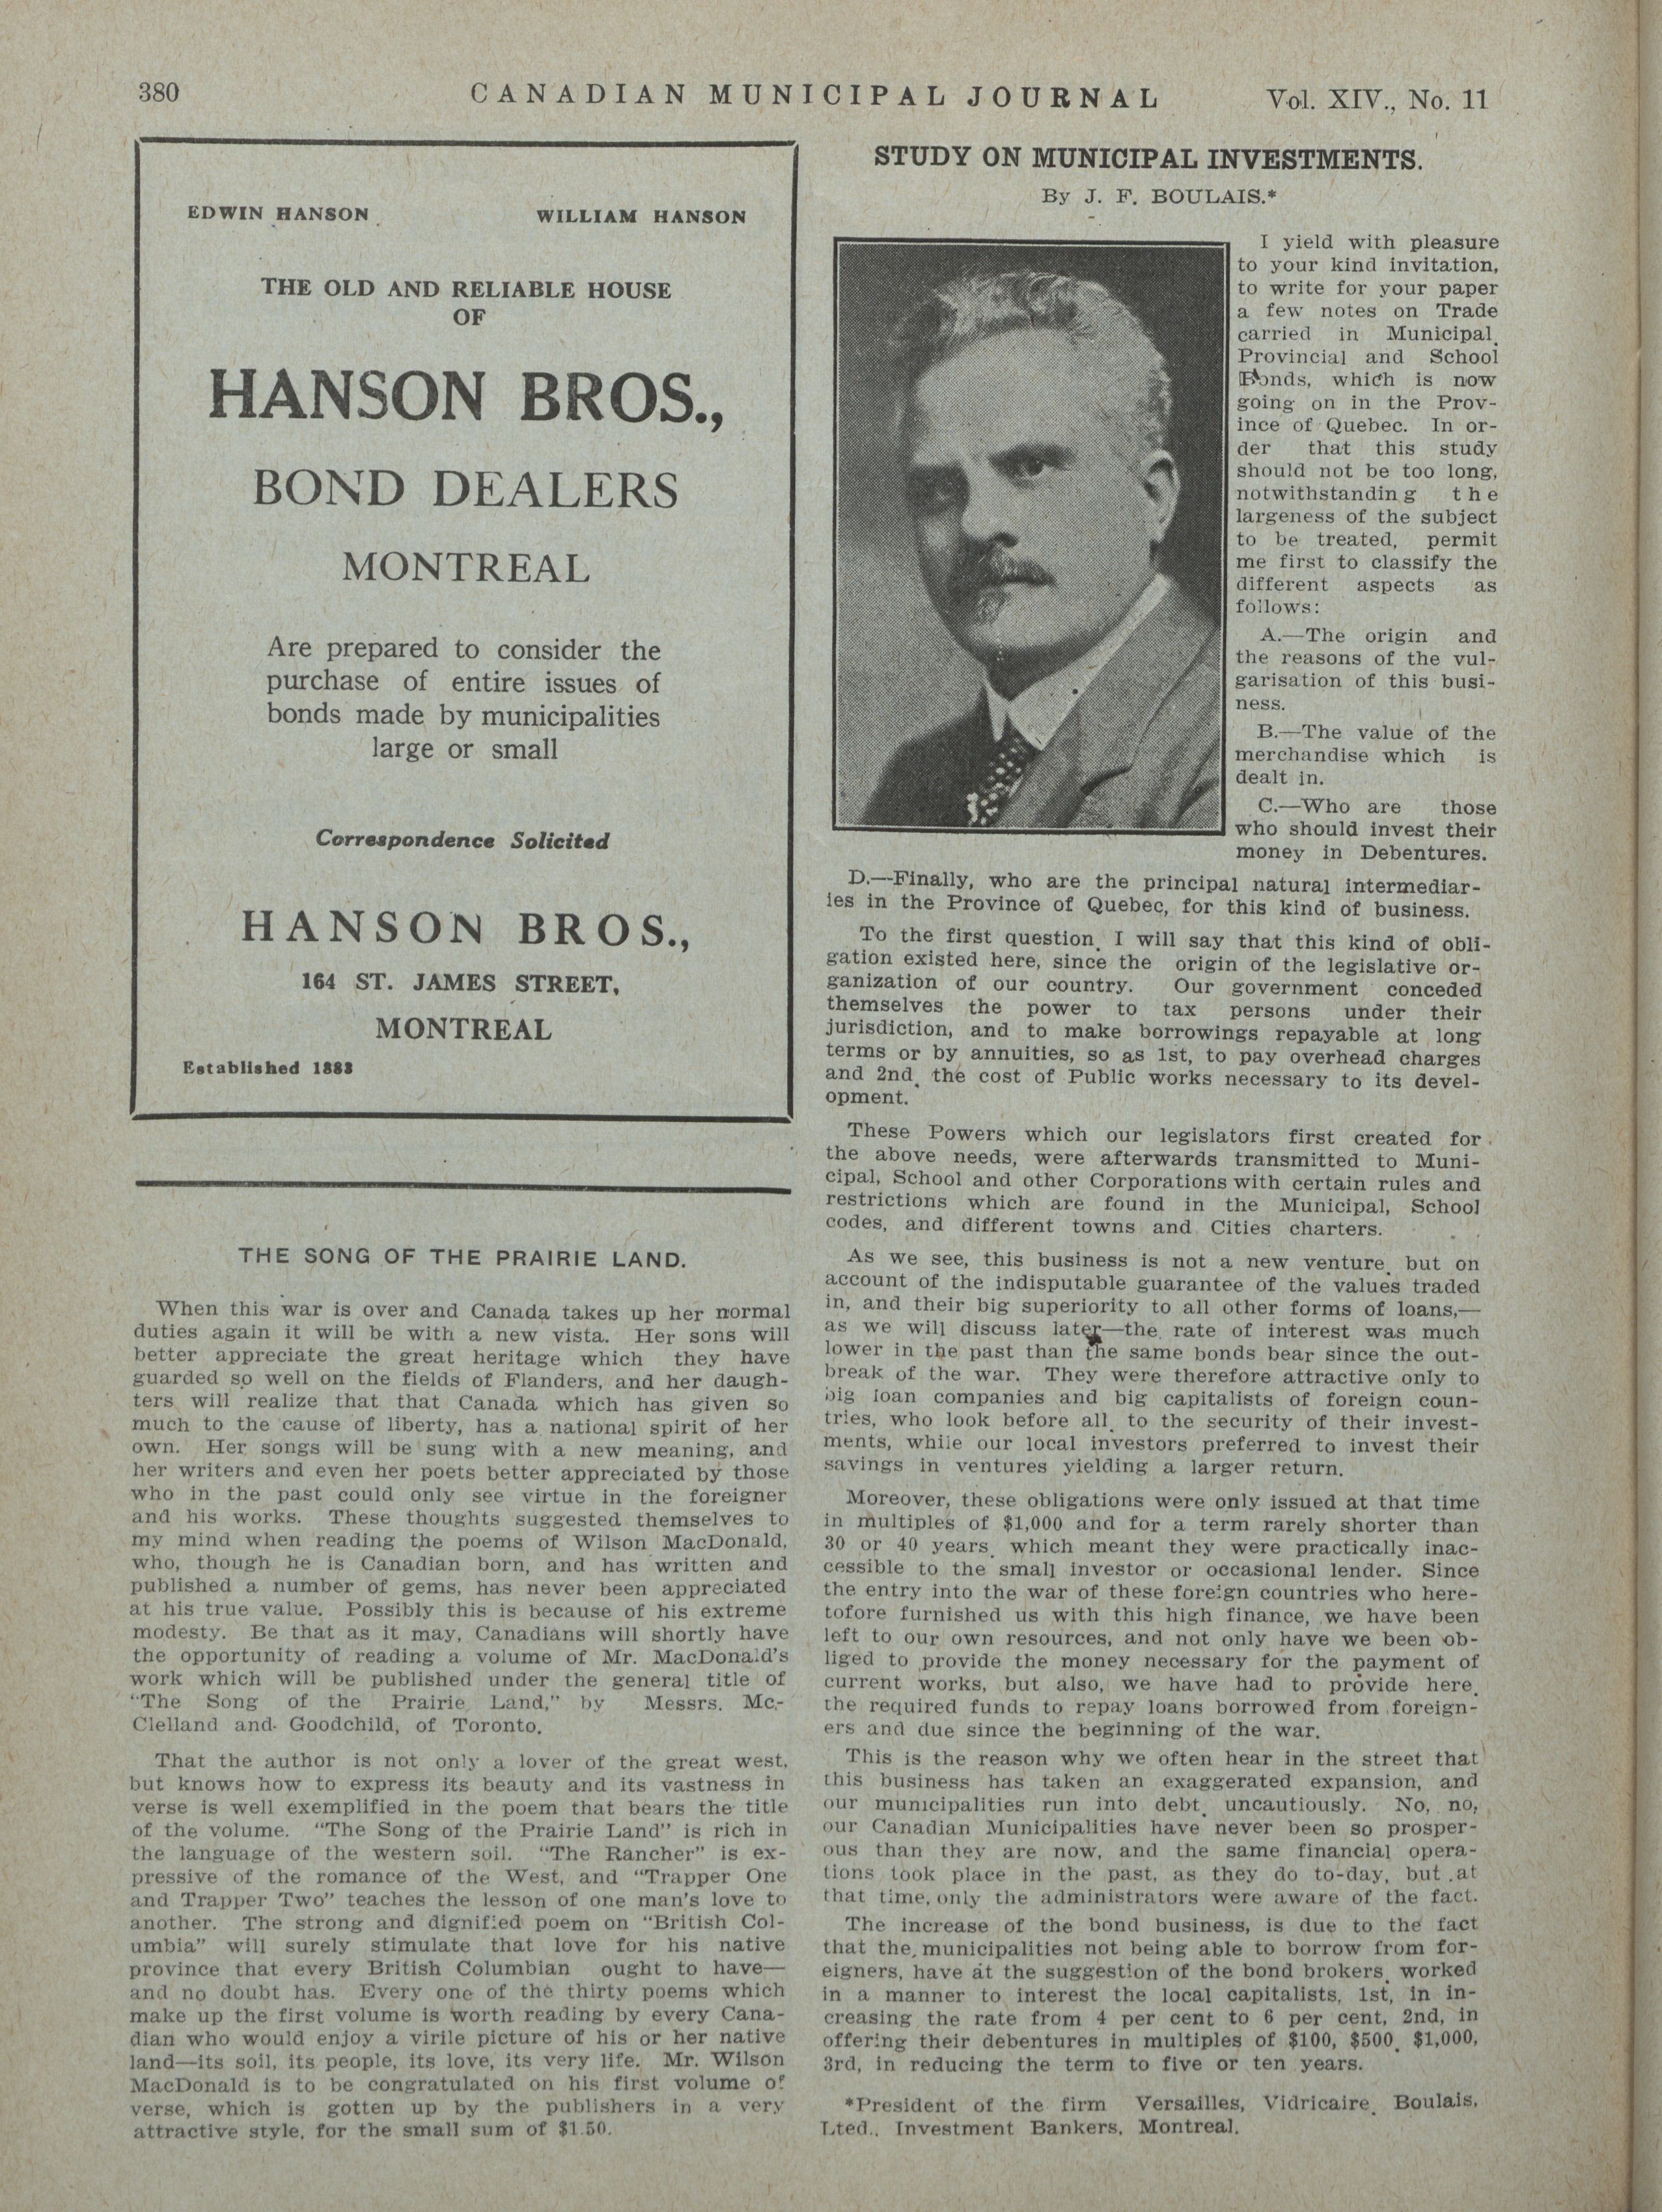 380
CANADIAN MUNICIPAL JOURNAL
Vol. XIV., No. 11
EDWIN HANSON
WILLIAM HANSON
THE OLD AND RELIABLE HOUSE
OF
HANSON BROS.,
BOND DEALERS
MONTREAL
Are prepared to consider the
purchase of entire issues of
bonds made by municipalities
large or small
Correspondence Solicited
HANSON BROS.,
164 ST. JAMES STREET,
MONTREAL
Established 1883
THE SONG OF THE PRAIRIE LAND.
When this war is over and Canada takes up her normal
duties again it will be with a new vista. Her sons will
better appreciate the great heritage which they have
guarded so well on the fields of Flanders, and her daugh-
ters will realize that that Canada which has given so
much to the cause of liberty, has a national spirit of her
own. Her songs will be sung with a new meaning, and
her writers and even her poets better appreciated by those
who in the past could only see virtue in the foreigner
and his works. These thoughts suggested themselves to
my mind when reading the poems of Wilson MacDonald,
who, though he is Canadian born, and has written and
published a number of gems, has never been appreciated
at his true value. Possibly this is because of his extreme
modesty. Be that as it may, Canadians will shortly have
the opportunity of reading a volume of Mr. MacDonald's
work which will be published under the general title of
"The Song of the Prairie Land," by Messrs. Mc-
Clelland and Goodchild, of Toronto.
That the author is not only a lover of the great west,
but knows how to express its beauty and its vastness in
verse is well exemplified in the poem that bears the title
of the volume. "The Song of the Prairie Land" is rich in
the language of the western soil. "The Rancher" is ex-
pressive of the romance of the West, and "Trapper One
and Trapper Two" teaches the lesson of one man's love to
another. The strong and dignified poem on "British Col-
umbia" will surely stimulate that love for his native
province that every British Columbian ought to have—
and no doubt has. Every one of the thirty poems which
make up the first volume is worth reading by every Cana-
dian who would enjoy a virile picture of his or her native
land—its soil, its people, its love, its very life. Mr. Wilson
MacDonald is to be congratulated on his first volume of
verse, which is gotten up by the publishers in a very
attractive style, for the small sum of $1.50.
STUDY ON MUNICIPAL INVESTMENTS.
By J. F. BOULAIS.*
I yield with pleasure
to your kind invitation,
to write for your paper
a few notes on Trade
carried in Municipal,
Provincial and School
Bonds, which is now
going on in the Prov-
ince of Quebec. In or-
der that this study
should not be too long,
notwithstanding the
largeness of the subject
to be treated, permit
me first to classify the
different aspects as
follows:
A.—The origin and
the reasons of the vul-
garisation of this busi-
ness.
B.—The value of the
merchandise which is
dealt in.
C.—Who are those
who should invest their
money in Debentures.
D.—Finally, who are the principal natural intermediar-
ies in the Province of Quebec, for this kind of business.
To the first question, I will say that this kind of obli-
gation existed here, since the origin of the legislative or-
ganization of our country. Our government conceded
themselves the power to tax persons under their
jurisdiction, and to make borrowings repayable at long
terms or by annuities, so as 1st, to pay overhead charges
and 2nd, the cost of Public works necessary to its devel-
opment.
These Powers which our legislators first created for
the above needs, were afterwards transmitted to Muni-
cipal, School and other Corporations with certain rules and
restrictions which are found in the Municipal, School
codes, and different towns and Cities charters.
As we see, this business is not a new venture, but on
account of the indisputable guarantee of the values traded
in, and their big superiority to all other forms of loans,—
as we will discuss later—the rate of interest was much
lower in the past than the same bonds bear since the out-
break of the war. They were therefore attractive only to
big loan companies and big capitalists of foreign coun-
tries, who look before all, to the security of their invest-
ments, while our local investors preferred to invest their
savings in ventures yielding a larger return.
Moreover, these obligations were only issued at that time
in multiples of $1,000 and for a term rarely shorter than
30 or 40 years, which meant they were practically inac-
cessible to the small investor or occasional lender. Since
the entry into the war of these foreign countries who here-
tofore furnished us with this high finance, we have been
left to our own resources, and not only have we been ob-
liged to provide the money necessary for the payment of
current works, but also, we have had to provide here,
the required funds to repay loans borrowed from foreign-
ers and due since the beginning of the war.
This is the reason why we often hear in the street that
this business has taken an exaggerated expansion, and
our municipalities run into debt, uncautiously. No, no,
our Canadian Municipalities have never been so prosper-
ous than they are now, and the same financial opera-
tions took place in the past, as they do to-day, but at
that time, only the administrators were aware of the fact.
The increase of the bond business, is due to the fact
that the municipalities not being able to borrow from for-
eigners, have at the suggestion of the bond brokers, worked
in a manner to interest the local capitalists, 1st, in in-
creasing the rate from 4 per cent to 6 per cent, 2nd, in
offering their debentures in multiples of $100, $500, $1,000,
3rd, in reducing the term to five or ten years.
*President of the firm Versailles, Vidricaire, Boulais,
Lted., Investment Bankers, Montreal.